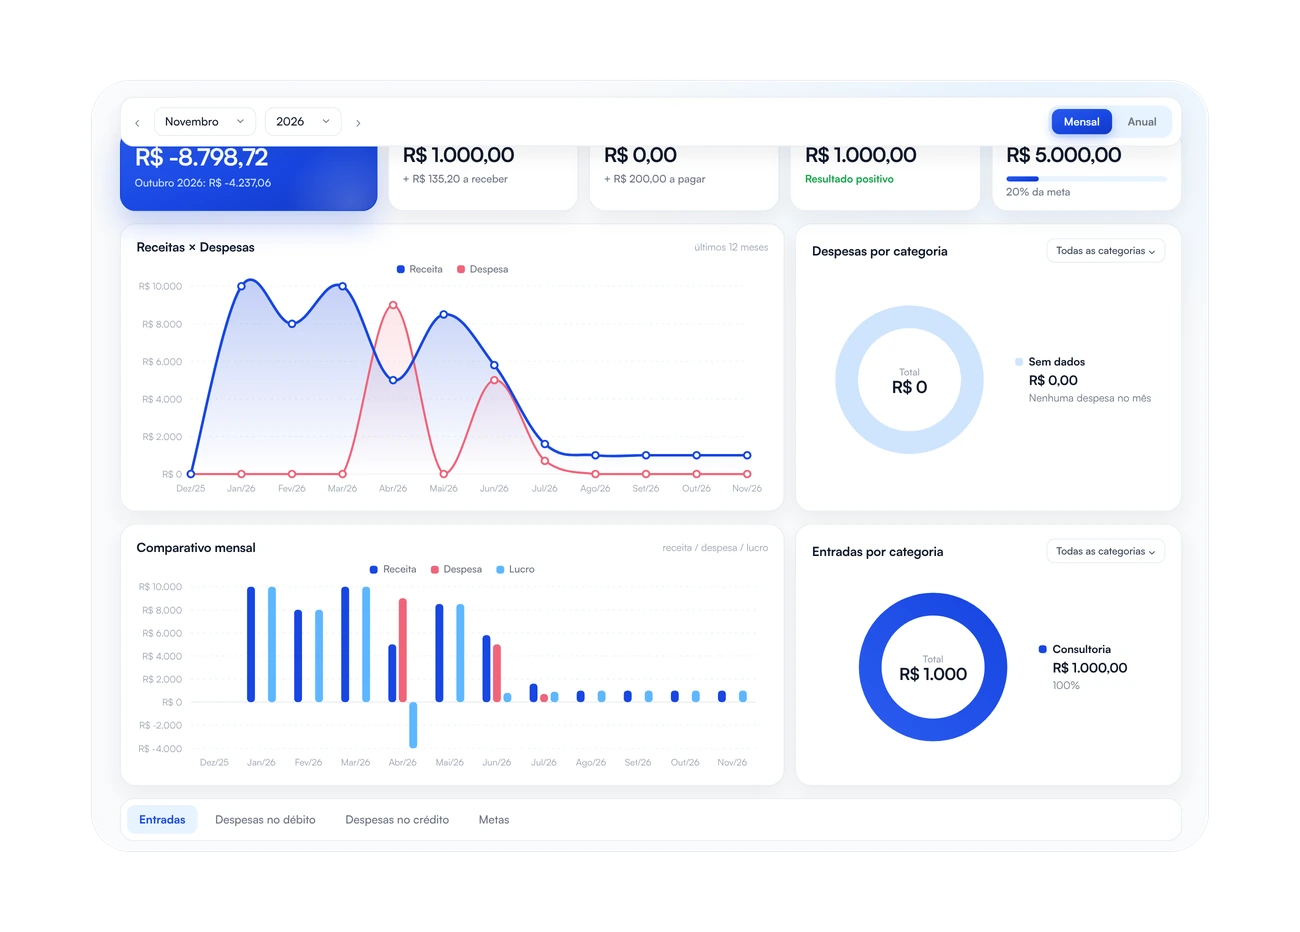 ‹ Novembro 2026 ›
Mensal Anual
R$ -8.798,72
Outubro 2026: R$ -4.237,06
R$ 1.000,00
+ R$ 135,20 a receber
R$ 0,00
+ R$ 200,00 a pagar
R$ 1.000,00
Resultado positivo
R$ 5.000,00
20% da meta
Receitas × Despesas
últimos 12 meses
Receita Despesa
R$ 10.000
R$ 8.000
R$ 6.000
R$ 4.000
R$ 2.000
R$ 0
Dez/25 Jan/26 Fev/26 Mar/26 Abr/26 Mai/26 Jun/26 Jul/26 Ago/26 Set/26 Out/26 Nov/26
Despesas por categoria
Todas as categorias
Total
R$ 0
Sem dados
R$ 0,00
Nenhuma despesa no mês
Comparativo mensal
receita / despesa / lucro
Receita Despesa Lucro
R$ 10.000
R$ 8.000
R$ 6.000
R$ 4.000
R$ 2.000
R$ 0
R$ -2.000
R$ -4.000
Dez/25 Jan/26 Fev/26 Mar/26 Abr/26 Mai/26 Jun/26 Jul/26 Ago/26 Set/26 Out/26 Nov/26
Entradas por categoria
Todas as categorias
Total
R$ 1.000
Consultoria
R$ 1.000,00
100%
Entradas Despesas no débito Despesas no crédito Metas